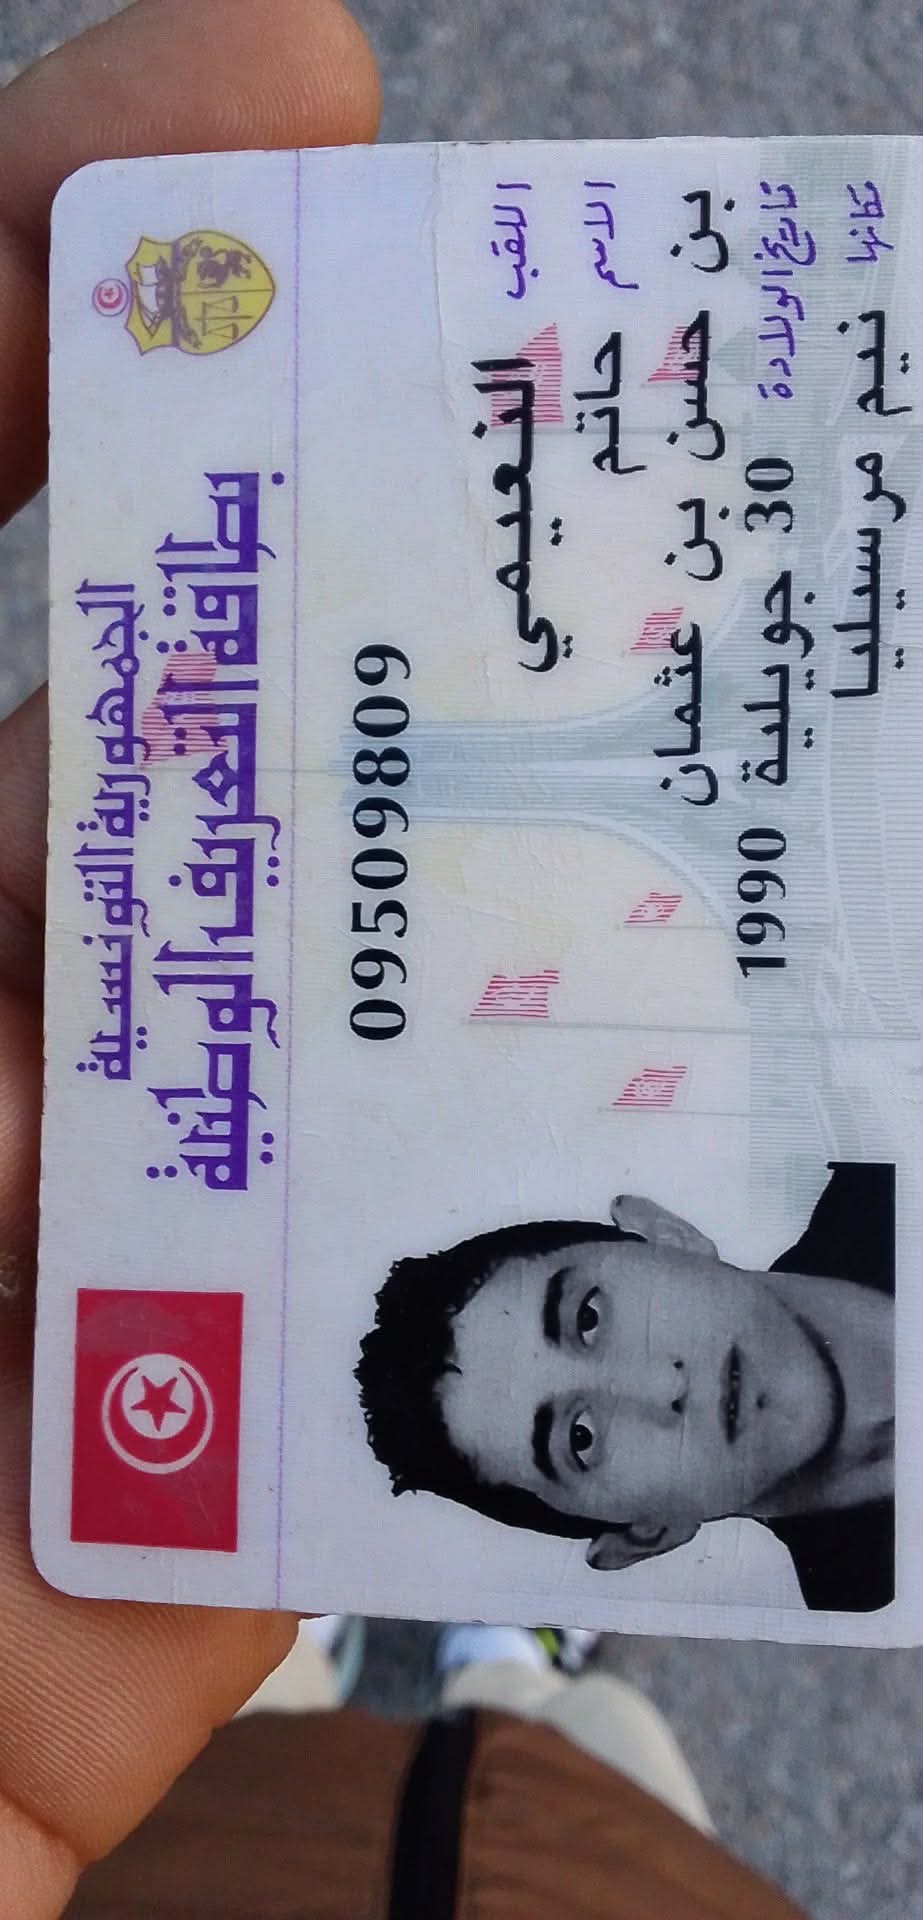 الجمهورية التونسية
بطاقة التعريف الوطنية
09509809
اللقب النعيمي
الاسم حاتم
بن حسن بن عثمان
تاريخ الولادة 30 جويلية 1990
مكانها نيم مرسيليا